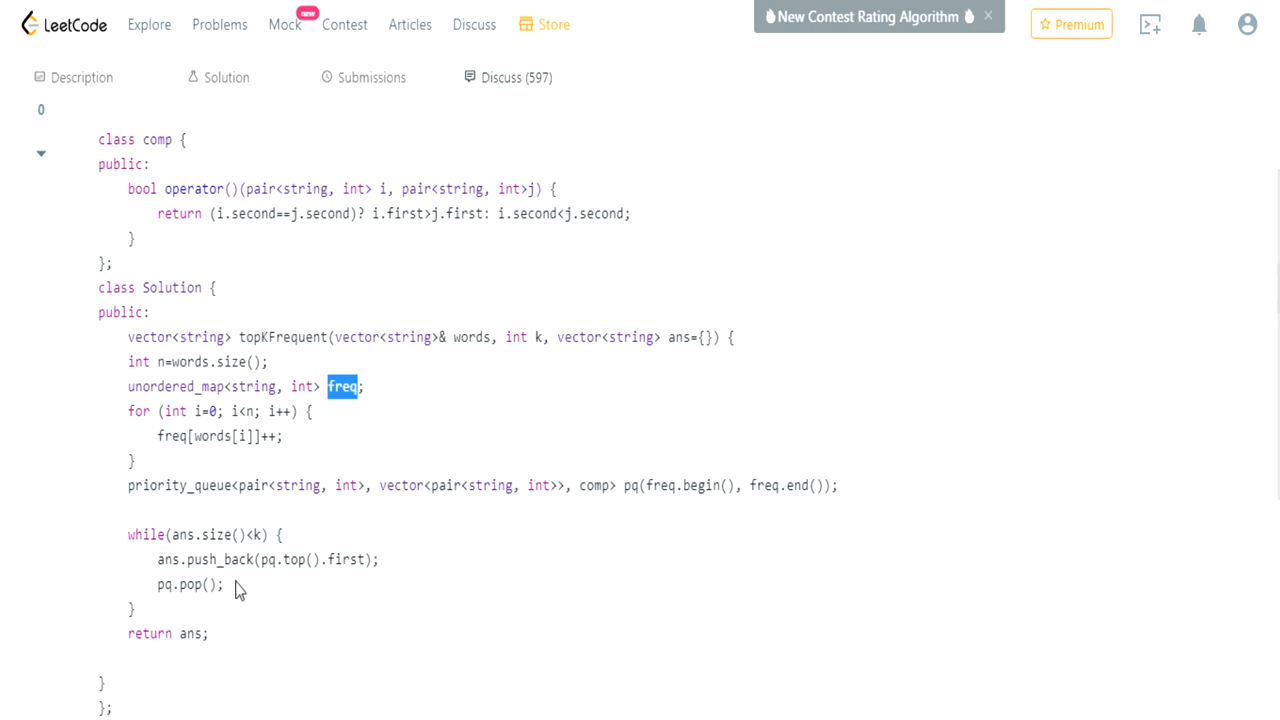 LeetCode Explore Problems Mock new Contest Articles Discuss Store New Contest Rating Algorithm × Premium
Description Solution Submissions Discuss (597)
0
class comp {
public:
bool operator()(pair<string, int> i, pair<string, int>j) {
return (i.second==j.second)? i.first>j.first: i.second<j.second;
}
};
class Solution {
public:
vector<string> topKFrequent(vector<string>& words, int k, vector<string> ans={}) {
int n=words.size();
unordered_map<string, int> freq;
for (int i=0; i<n; i++) {
freq[words[i]]++;
}
priority_queue<pair<string, int>, vector<pair<string, int>>, comp> pq(freq.begin(), freq.end());
while(ans.size()<k) {
ans.push_back(pq.top().first);
pq.pop();
}
return ans;
}
};